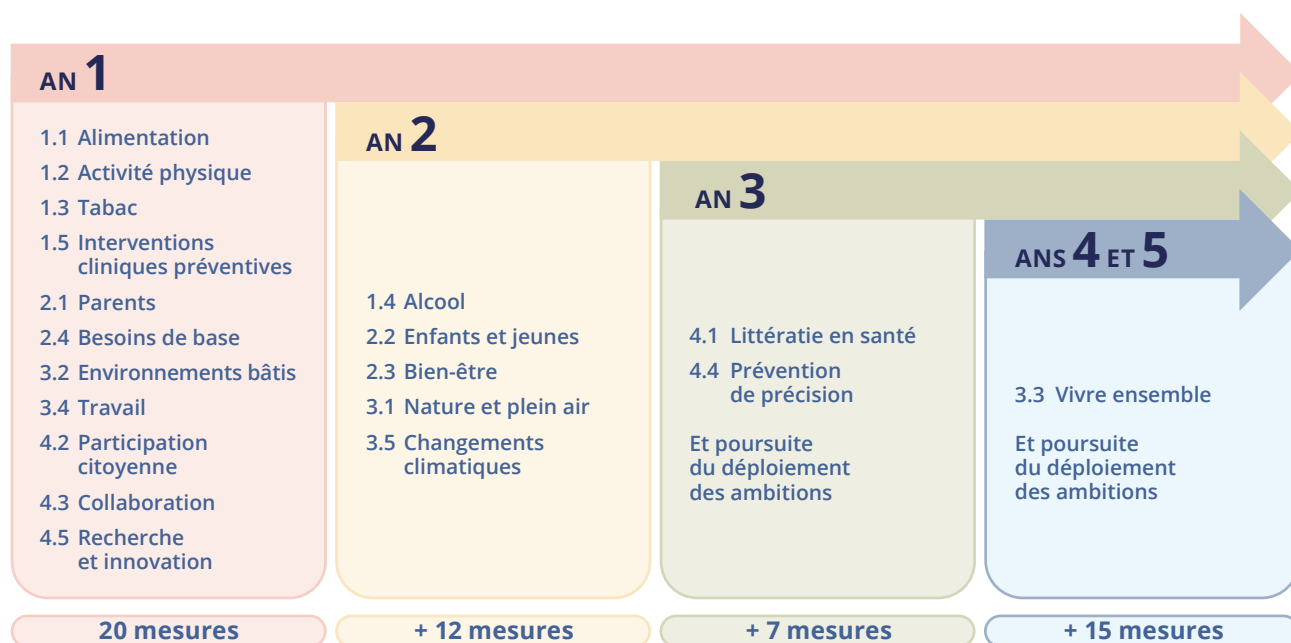 AN 1
1.1 Alimentation
1.2 Activité physique
1.3 Tabac
1.5 Interventions
cliniques préventives
2.1 Parents
2.4 Besoins de base
3.2 Environnements bâtis
3.4 Travail
4.2 Participation
citoyenne
4.3 Collaboration
4.5 Recherche
et innovation
20 mesures
AN 2
1.4 Alcool
2.2 Enfants et jeunes
2.3 Bien-être
3.1 Nature et plein air
3.5 Changements
climatiques
+ 12 mesures
AN 3
4.1 Littératie en santé
4.4 Prévention
de précision
Et poursuite
du déploiement
des ambitions
+ 7 mesures
ANS 4 ET 5
3.3 Vivre ensemble
Et poursuite
du déploiement
des ambitions
+ 15 mesures